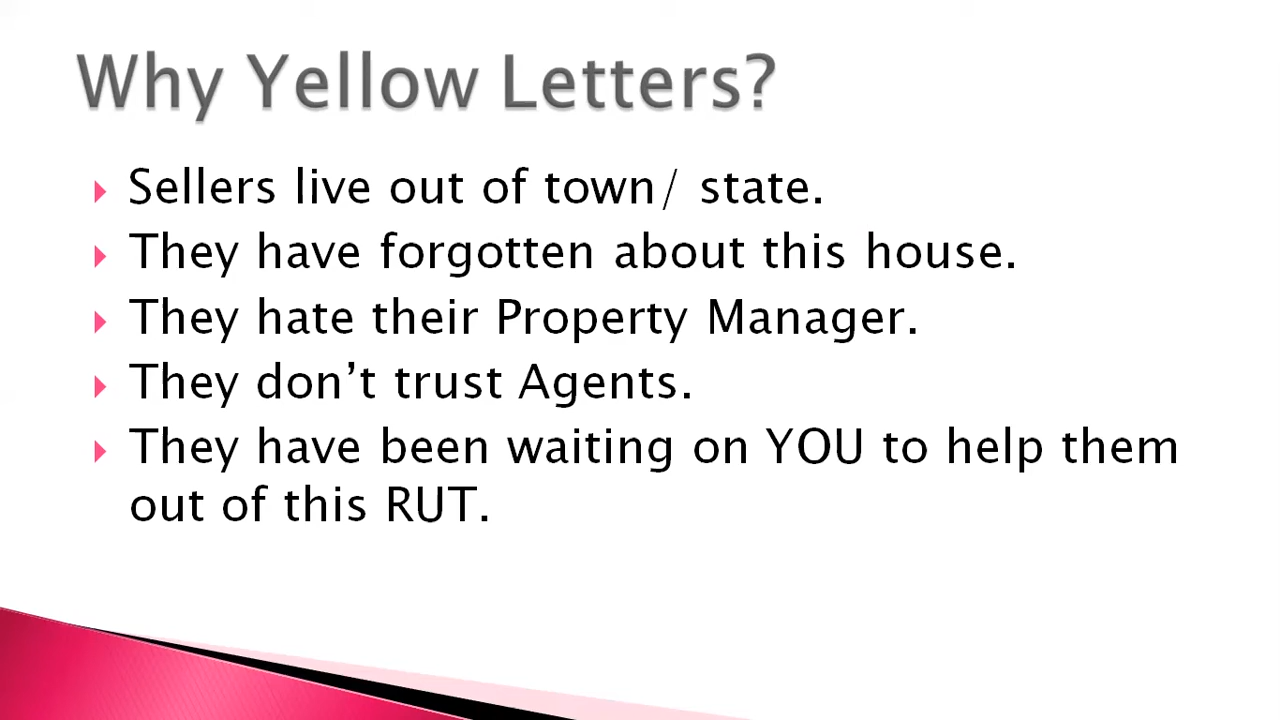 Why Yellow Letters?
Sellers live out of town/ state.
They have forgotten about this house.
They hate their Property Manager.
They don’t trust Agents.
They have been waiting on YOU to help them
out of this RUT.